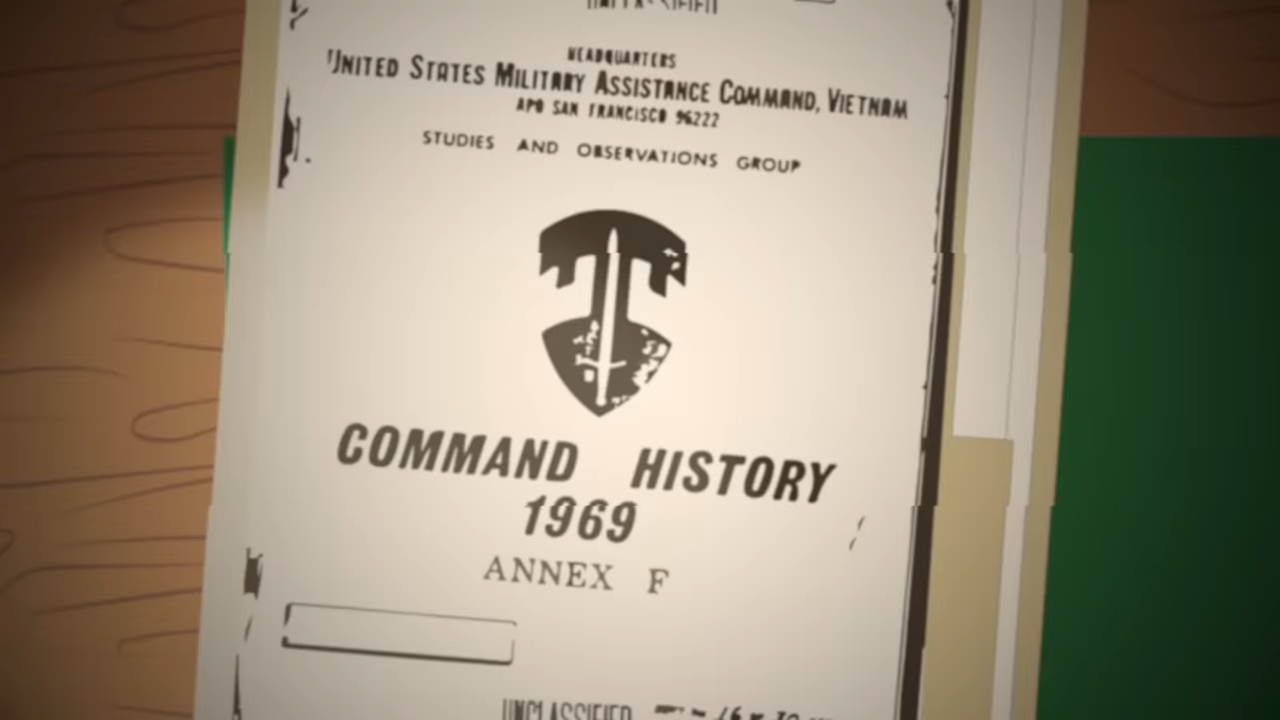 HEADQUARTERS
UNITED STATES MILITARY ASSISTANCE COMMAND, VIETNAM
APO SAN FRANCISCO 96222
STUDIES AND OBSERVATIONS GROUP
COMMAND HISTORY
1969
ANNEX F
UNCLASSIFIED